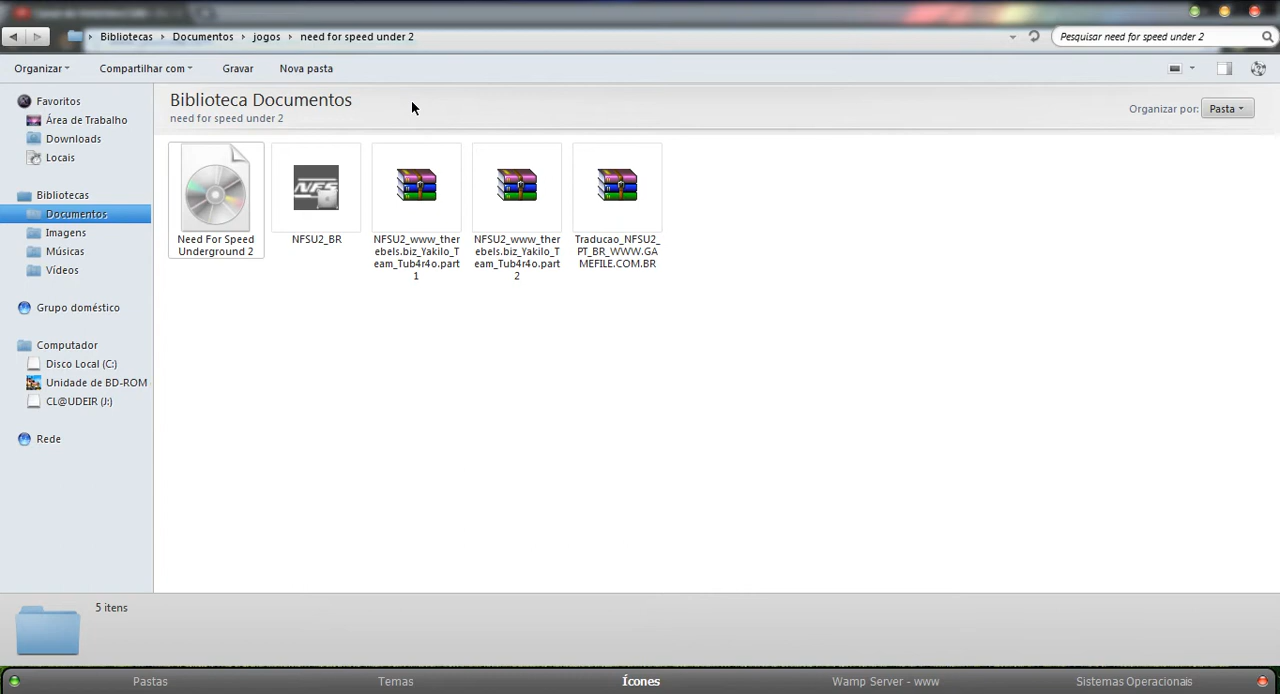 Bibliotecas Documentos jogos need for speed under 2
Pesquisar need for speed under 2
Organizar Compartilhar com Gravar Nova pasta
Biblioteca Documentos
need for speed under 2
Organizar por: Pasta
Favoritos
Área de Trabalho
Downloads
Locais
Bibliotecas
Documentos
Imagens
Músicas
Vídeos
Grupo doméstico
Computador
Disco Local (C:)
Unidade de BD-ROM
CL@UDEIR (J:)
Rede
NFS
Need For Speed
Underground 2
NFSU2_BR
NFSU2_www_ther
ebels.biz_Yakilo_T
eam_Tub4r4o.part
1
NFSU2_www_ther
ebels.biz_Yakilo_T
eam_Tub4r4o.part
2
Traducao_NFSU2_
PT_BR_WWW.GA
MEFILE.COM.BR
5 itens
Pastas Temas Ícones Wamp Server - www Sistemas Operacionais